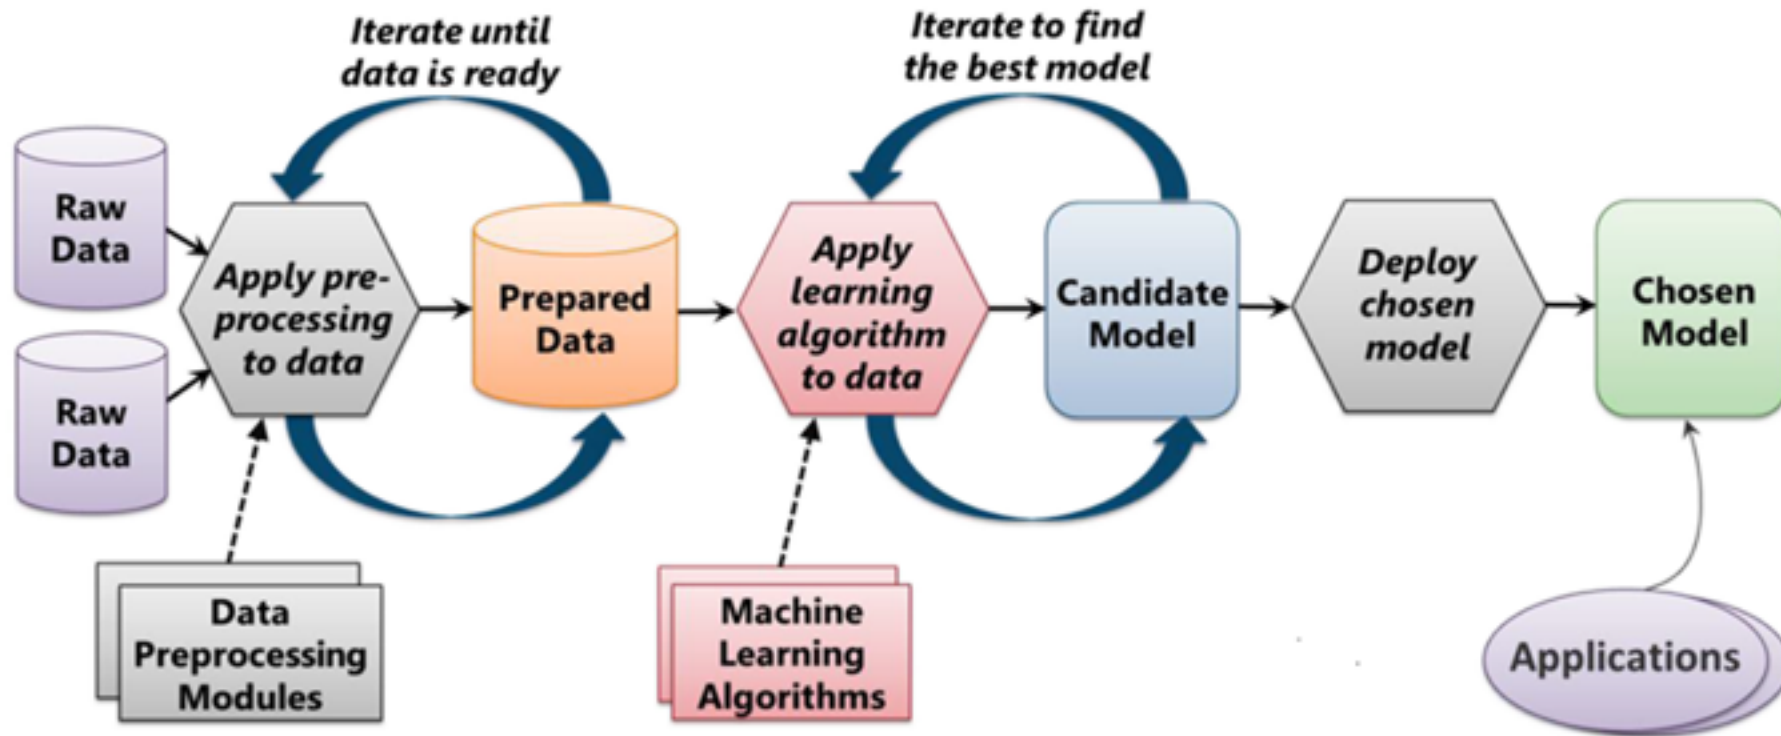 Iterate until
data is ready
Iterate to find
the best model
Raw
Data
Raw
Data
Apply pre-
processing
to data
Prepared
Data
Apply
learning
algorithm
to data
Candidate
Model
Deploy
chosen
model
Chosen
Model
Data
Preprocessing
Modules
Machine
Learning
Algorithms
Applications